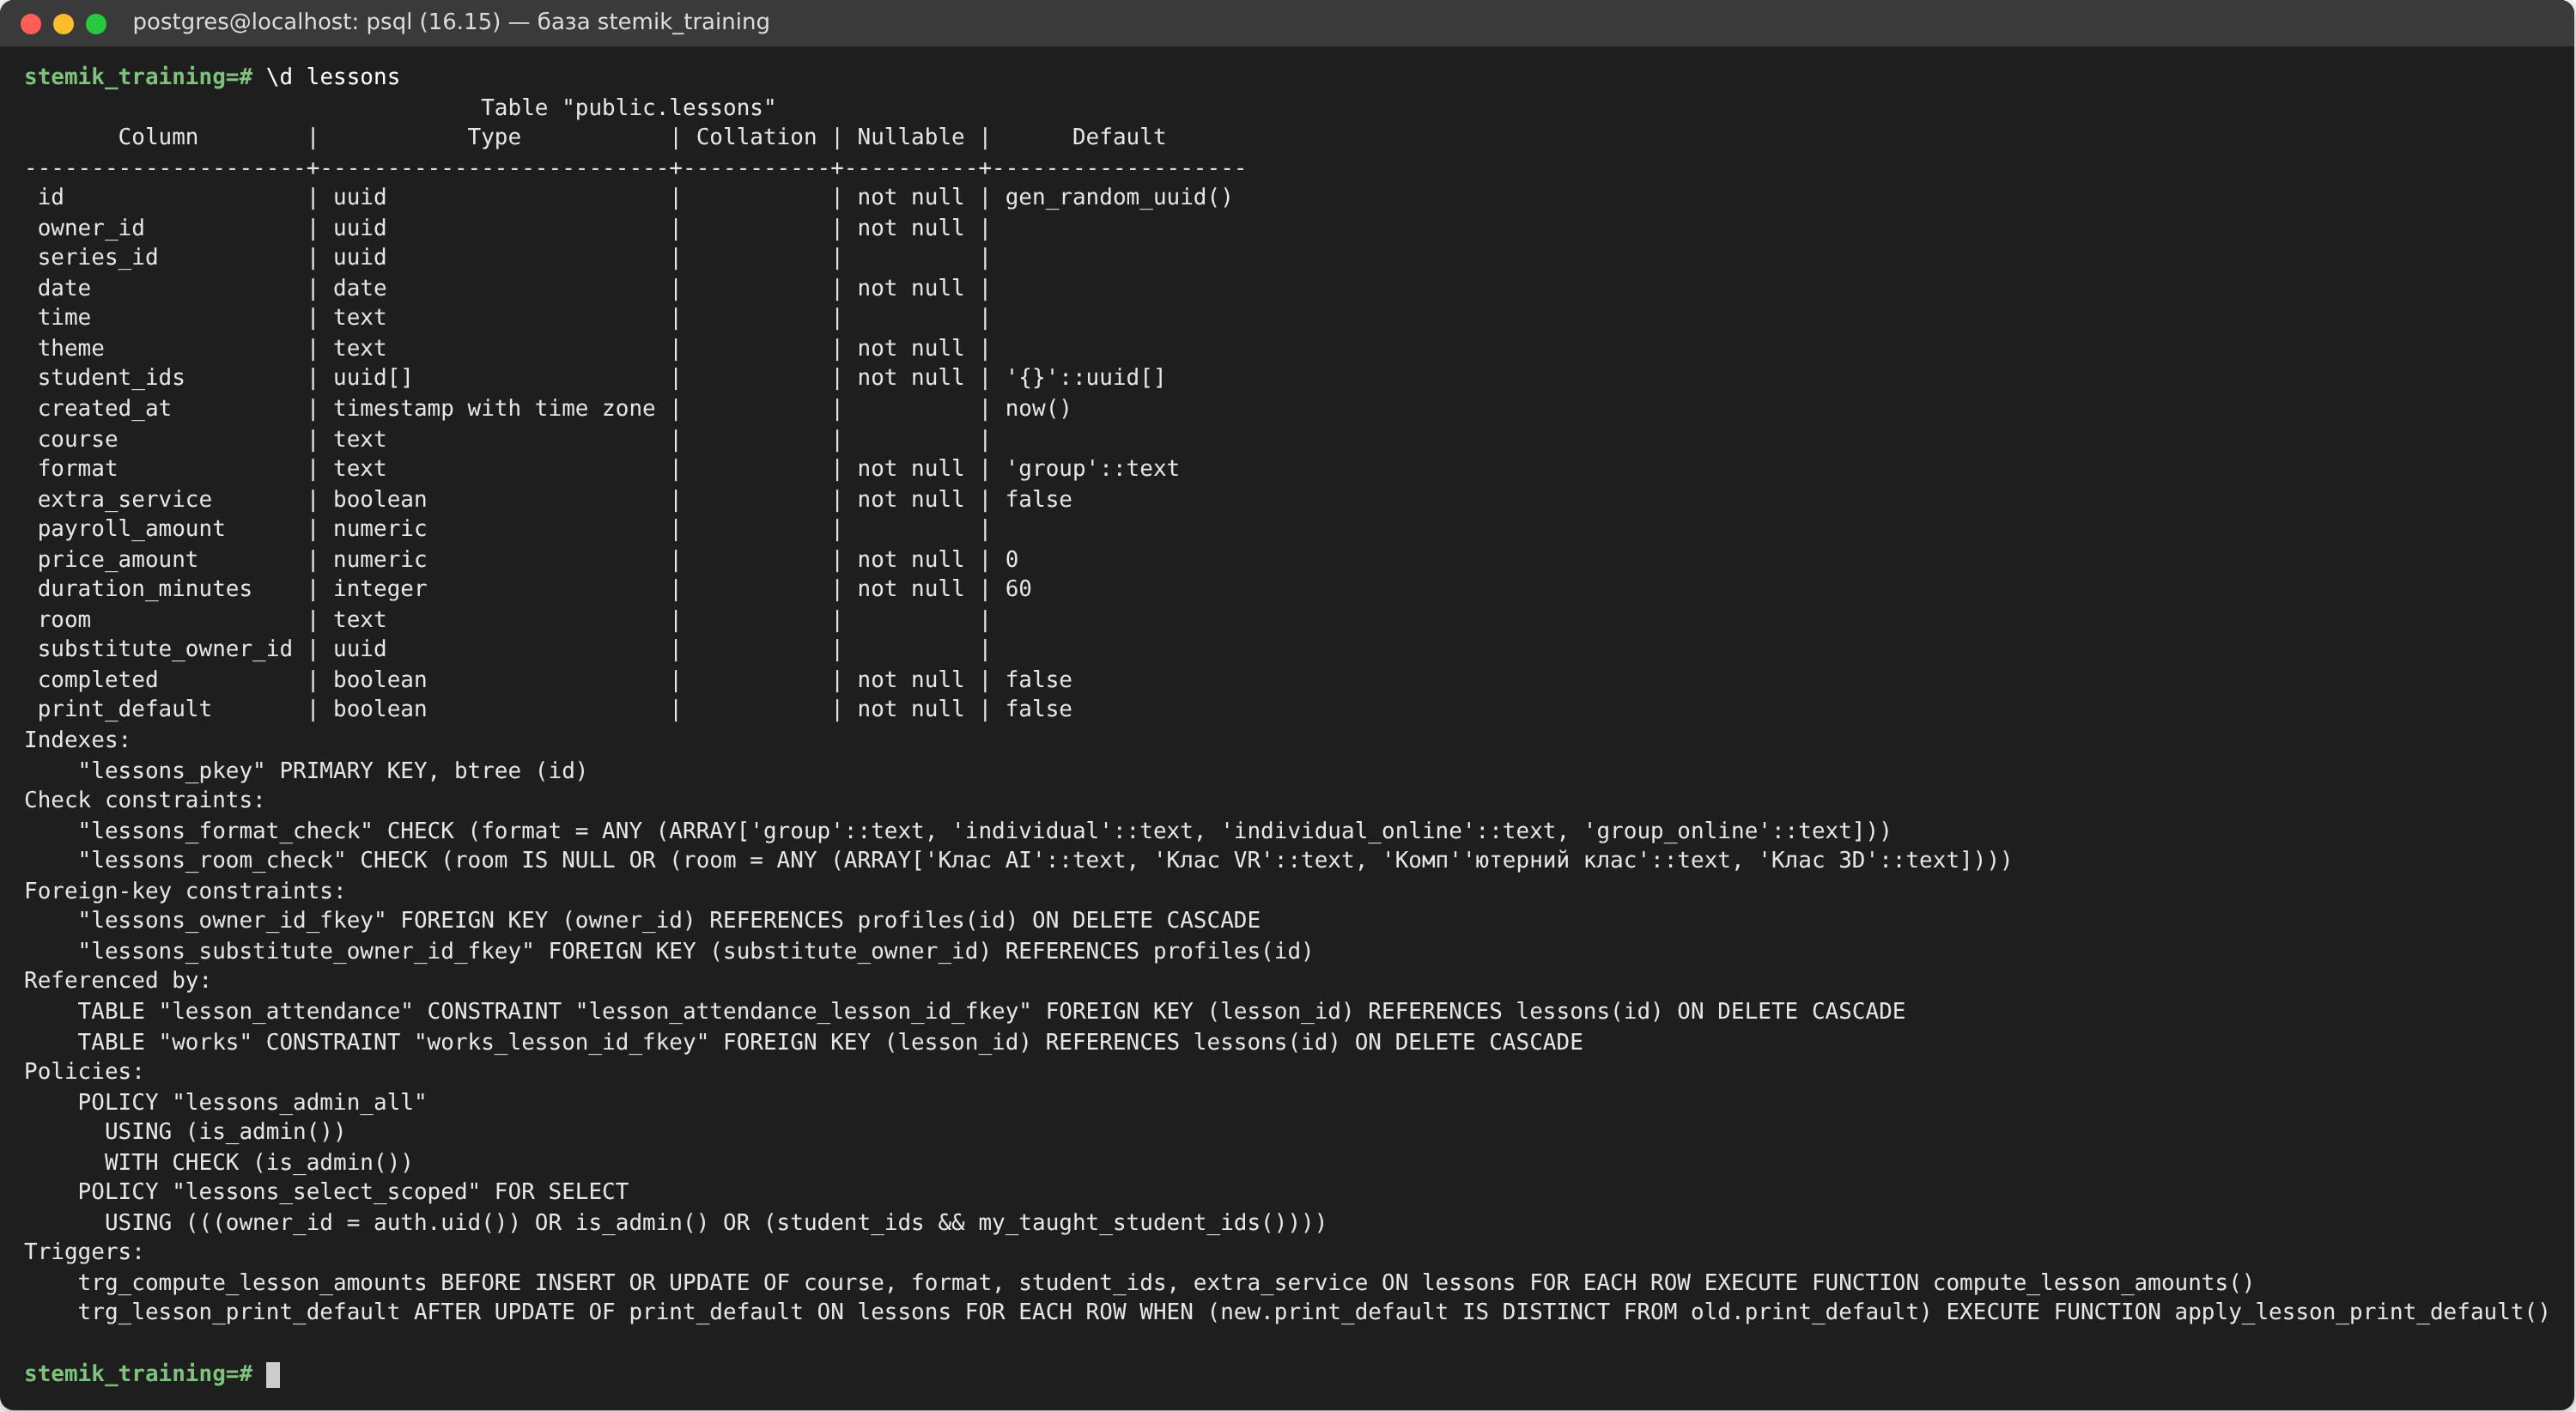 postgres@localhost: psql (16.15) — база stemik_training
stemik_training=# \d lessons
                                  Table "public.lessons"
       Column        |           Type           | Collation | Nullable |      Default      
---------------------+--------------------------+-----------+----------+-------------------
 id                  | uuid                     |           | not null | gen_random_uuid()
 owner_id            | uuid                     |           | not null | 
 series_id           | uuid                     |           |          | 
 date                | date                     |           | not null | 
 time                | text                     |           |          | 
 theme               | text                     |           | not null | 
 student_ids         | uuid[]                   |           | not null | '{}'::uuid[]
 created_at          | timestamp with time zone |           |          | now()
 course              | text                     |           |          | 
 format              | text                     |           | not null | 'group'::text
 extra_service       | boolean                  |           | not null | false
 payroll_amount      | numeric                  |           |          | 
 price_amount        | numeric                  |           | not null | 0
 duration_minutes    | integer                  |           | not null | 60
 room                | text                     |           |          | 
 substitute_owner_id | uuid                     |           |          | 
 completed           | boolean                  |           | not null | false
 print_default       | boolean                  |           | not null | false
Indexes:
    "lessons_pkey" PRIMARY KEY, btree (id)
Check constraints:
    "lessons_format_check" CHECK (format = ANY (ARRAY['group'::text, 'individual'::text, 'individual_online'::text, 'group_online'::text]))
    "lessons_room_check" CHECK (room IS NULL OR (room = ANY (ARRAY['Клас AI'::text, 'Клас VR'::text, 'Комп''ютерний клас'::text, 'Клас 3D'::text])))
Foreign-key constraints:
    "lessons_owner_id_fkey" FOREIGN KEY (owner_id) REFERENCES profiles(id) ON DELETE CASCADE
    "lessons_substitute_owner_id_fkey" FOREIGN KEY (substitute_owner_id) REFERENCES profiles(id)
Referenced by:
    TABLE "lesson_attendance" CONSTRAINT "lesson_attendance_lesson_id_fkey" FOREIGN KEY (lesson_id) REFERENCES lessons(id) ON DELETE CASCADE
    TABLE "works" CONSTRAINT "works_lesson_id_fkey" FOREIGN KEY (lesson_id) REFERENCES lessons(id) ON DELETE CASCADE
Policies:
    POLICY "lessons_admin_all"
      USING (is_admin())
      WITH CHECK (is_admin())
    POLICY "lessons_select_scoped" FOR SELECT
      USING (((owner_id = auth.uid()) OR is_admin() OR (student_ids && my_taught_student_ids())))
Triggers:
    trg_compute_lesson_amounts BEFORE INSERT OR UPDATE OF course, format, student_ids, extra_service ON lessons FOR EACH ROW EXECUTE FUNCTION compute_lesson_amounts()
    trg_lesson_print_default AFTER UPDATE OF print_default ON lessons FOR EACH ROW WHEN (new.print_default IS DISTINCT FROM old.print_default) EXECUTE FUNCTION apply_lesson_print_default()
stemik_training=#